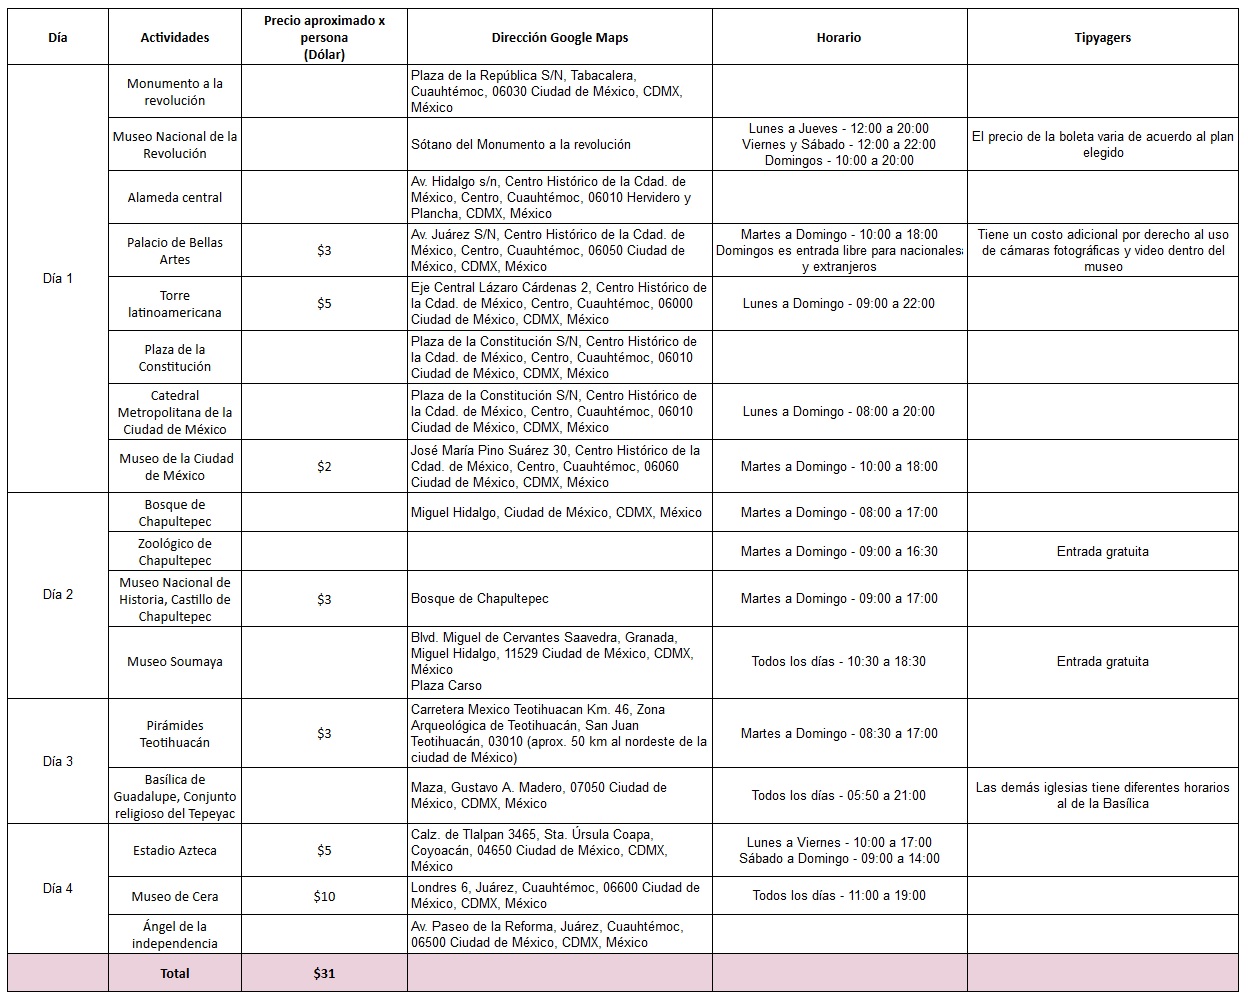 Día
Actividades
Precio aproximado x
persona
(Dólar)
Dirección Google Maps
Horario
Tipyagers
Día 1
Monumento a la
revolución
Plaza de la República S/N, Tabacalera,
Cuauhtémoc, 06030 Ciudad de México, CDMX,
México
Museo Nacional de la
Revolución
Sótano del Monumento a la revolución
Lunes a Jueves - 12:00 a 20:00
Viernes y Sábado - 12:00 a 22:00
Domingos - 10:00 a 20:00
El precio de la boleta varia de acuerdo al plan
elegido
Alameda central
Av. Hidalgo s/n, Centro Histórico de la Cdad. de
México, Centro, Cuauhtémoc, 06010 Hervidero y
Plancha, CDMX, México
Palacio de Bellas
Artes
$3
Av. Juárez S/N, Centro Histórico de la Cdad. de
México, Centro, Cuauhtémoc, 06050 Ciudad de
México, CDMX, México
Martes a Domingo - 10:00 a 18:00
Domingos es entrada libre para nacionales
y extranjeros
Tiene un costo adicional por derecho al uso
de cámaras fotográficas y video dentro del
museo
Torre
latinoamericana
$5
Eje Central Lázaro Cárdenas 2, Centro Histórico de
la Cdad. de México, Centro, Cuauhtémoc, 06000
Ciudad de México, CDMX, México
Lunes a Domingo - 09:00 a 22:00
Plaza de la
Constitución
Plaza de la Constitución S/N, Centro Histórico de
la Cdad. de México, Centro, Cuauhtémoc, 06010
Ciudad de México, CDMX, México
Catedral
Metropolitana de la
Ciudad de México
Plaza de la Constitución S/N, Centro Histórico de
la Cdad. de México, Centro, Cuauhtémoc, 06010
Ciudad de México, CDMX, México
Lunes a Domingo - 08:00 a 20:00
Museo de la Ciudad
de México
$2
José María Pino Suárez 30, Centro Histórico de la
Cdad. de México, Centro, Cuauhtémoc, 06060
Ciudad de México, CDMX, México
Martes a Domingo - 10:00 a 18:00
Día 2
Bosque de
Chapultepec
Miguel Hidalgo, Ciudad de México, CDMX, México
Martes a Domingo - 08:00 a 17:00
Zoológico de
Chapultepec
Martes a Domingo - 09:00 a 16:30
Entrada gratuita
Museo Nacional de
Historia, Castillo de
Chapultepec
$3
Bosque de Chapultepec
Martes a Domingo - 09:00 a 17:00
Museo Soumaya
Blvd. Miguel de Cervantes Saavedra, Granada,
Miguel Hidalgo, 11529 Ciudad de México, CDMX,
México
Plaza Carso
Todos los días - 10:30 a 18:30
Entrada gratuita
Día 3
Pirámides
Teotihuacán
$3
Carretera Mexico Teotihuacan Km. 46, Zona
Arqueológica de Teotihuacán, San Juan
Teotihuacán, 03010 (aprox. 50 km al nordeste de la
ciudad de México)
Martes a Domingo - 08:30 a 17:00
Basílica de
Guadalupe, Conjunto
religioso del Tepeyac
Maza, Gustavo A. Madero, 07050 Ciudad de
México, CDMX, México
Todos los días - 05:50 a 21:00
Las demás iglesias tiene diferentes horarios
al de la Basílica
Día 4
Estadio Azteca
$5
Calz. de Tlalpan 3465, Sta. Úrsula Coapa,
Coyoacán, 04650 Ciudad de México, CDMX,
México
Lunes a Viernes - 10:00 a 17:00
Sábado a Domingo - 09:00 a 14:00
Museo de Cera
$10
Londres 6, Juárez, Cuauhtémoc, 06600 Ciudad de
México, CDMX, México
Todos los días - 11:00 a 19:00
Ángel de la
independencia
Av. Paseo de la Reforma, Juárez, Cuauhtémoc,
06500 Ciudad de México, CDMX, México
Total
$31